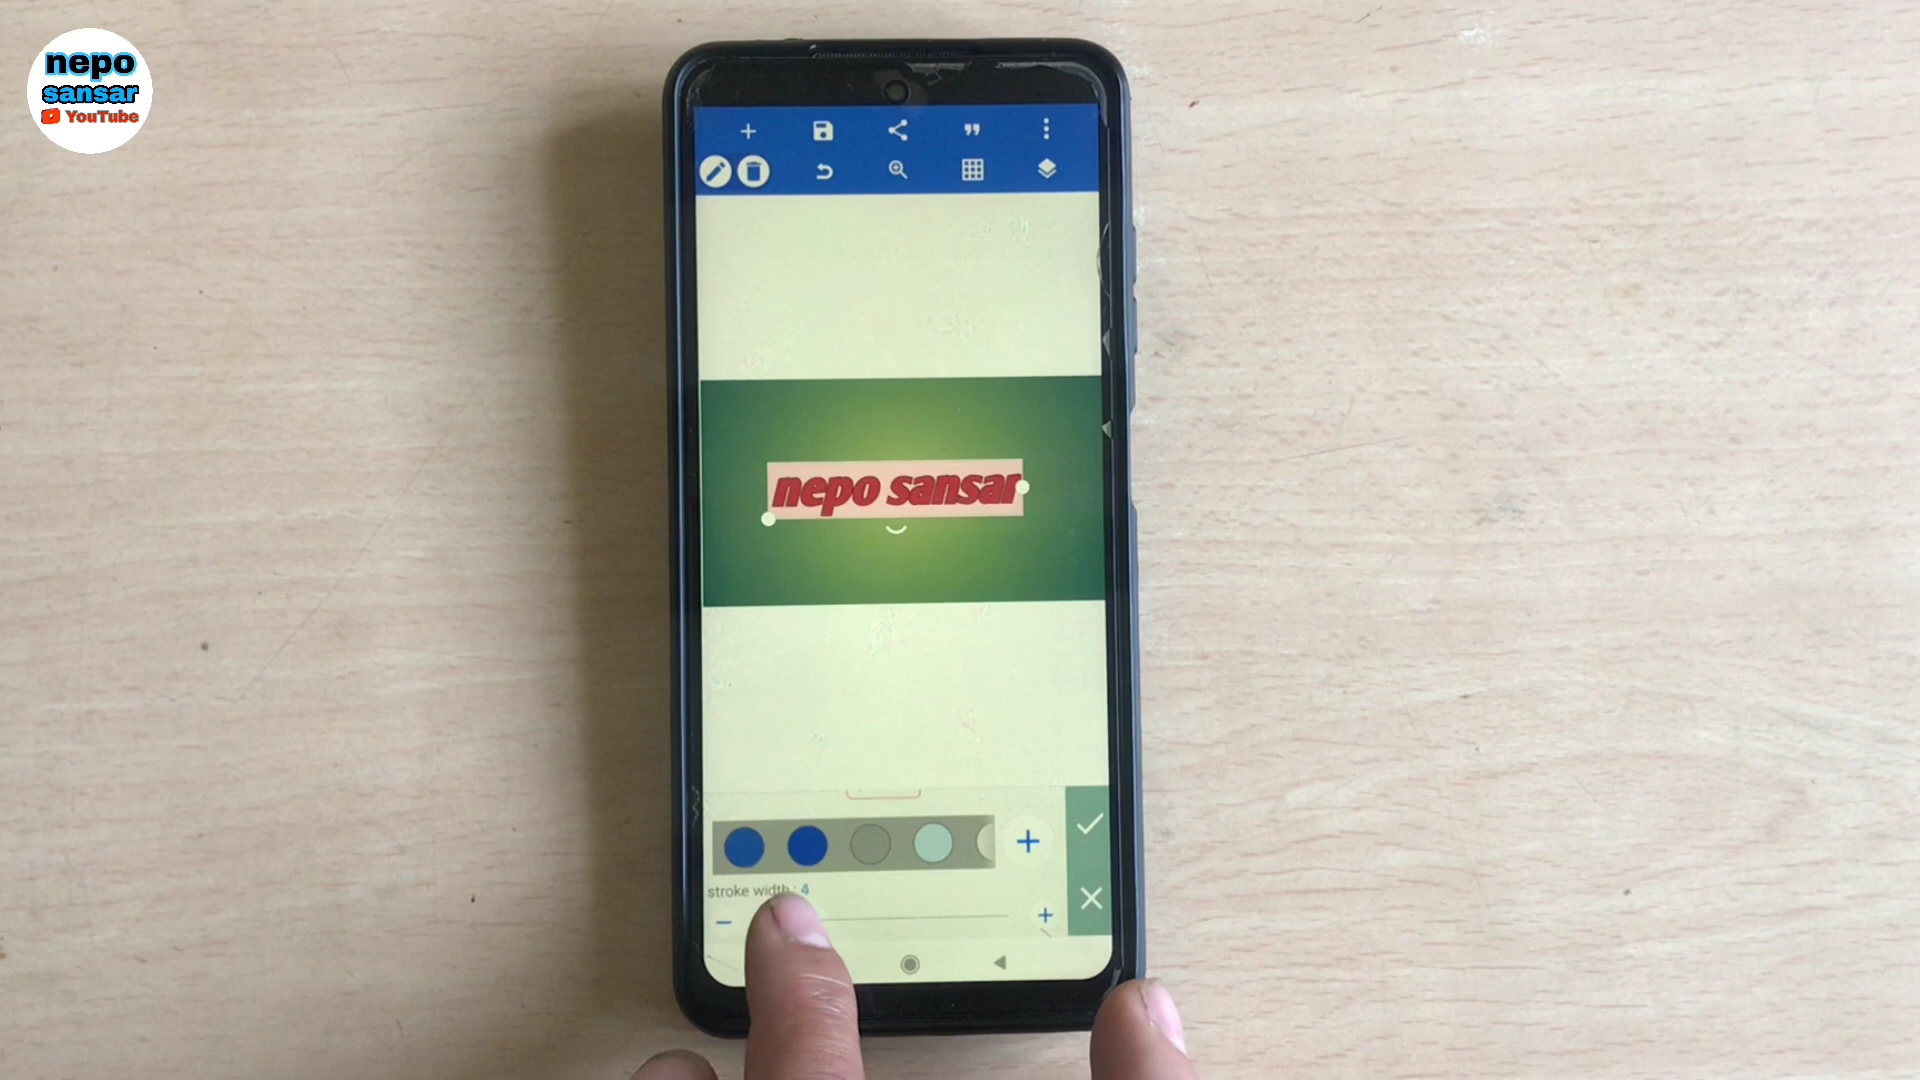 nepo
sansar
YouTube
nepo sansar
stroke width : 4